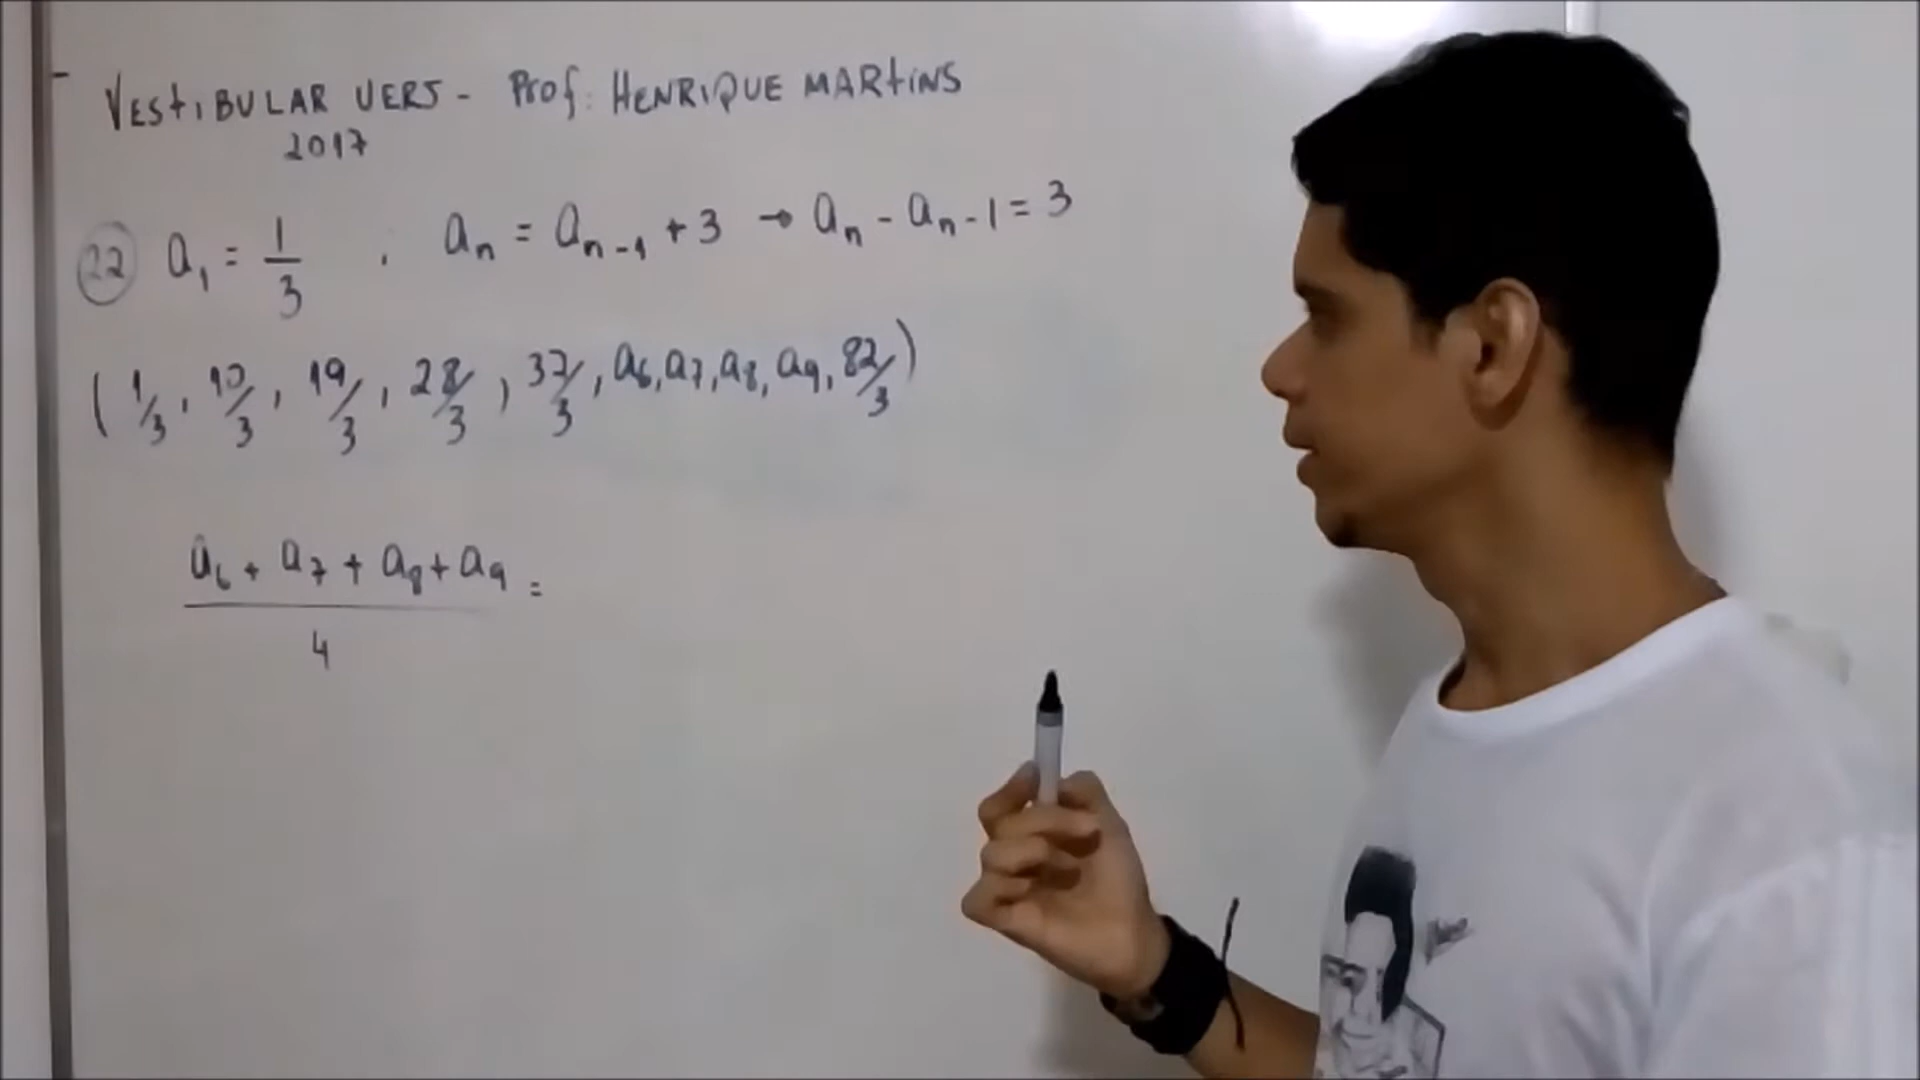 VESTIBULAR UERJ - Prof: HENRIQUE MARTINS
2017
22 a₁ = 1/3 , aₙ = aₙ₋₁ + 3 → aₙ - aₙ - 1 = 3
( 1/3, 10/3, 19/3, 28/3, 37/3, a₆, a₇, a₈, a₉, 82/3 )
a₆ + a₇ + a₈ + a₉ =
4